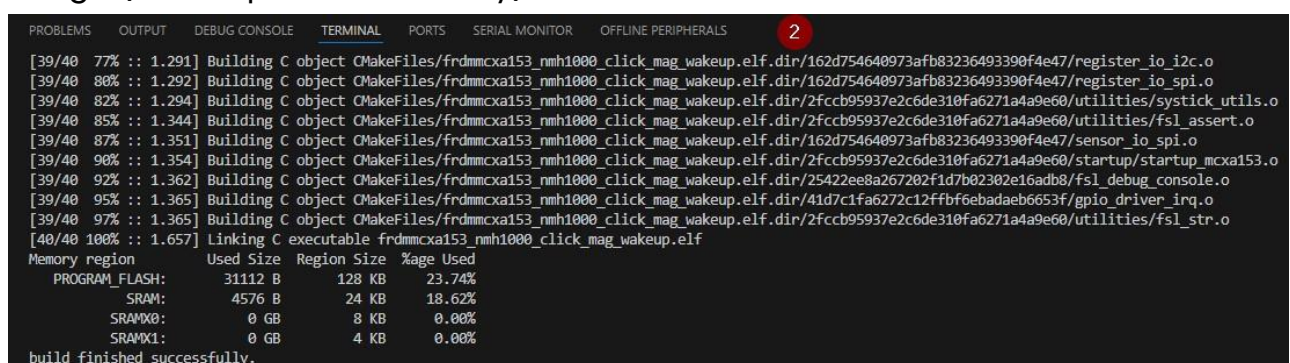 PROBLEMS OUTPUT DEBUG CONSOLE TERMINAL PORTS SERIAL MONITOR OFFLINE PERIPHERALS 2
[39/40 77% :: 1.291] Building C object CMakeFiles/frdmmcxa153_nmh1000_click_mag_wakeup.elf.dir/162d754640973afb83236493390f4e47/register_io_i2c.o
[39/40 80% :: 1.292] Building C object CMakeFiles/frdmmcxa153_nmh1000_click_mag_wakeup.elf.dir/162d754640973afb83236493390f4e47/register_io_spi.o
[39/40 82% :: 1.294] Building C object CMakeFiles/frdmmcxa153_nmh1000_click_mag_wakeup.elf.dir/2fccb95937e2c6de310fa6271a4a9e60/utilities/systick_utils.o
[39/40 85% :: 1.344] Building C object CMakeFiles/frdmmcxa153_nmh1000_click_mag_wakeup.elf.dir/2fccb95937e2c6de310fa6271a4a9e60/utilities/fsl_assert.o
[39/40 87% :: 1.351] Building C object CMakeFiles/frdmmcxa153_nmh1000_click_mag_wakeup.elf.dir/162d754640973afb83236493390f4e47/sensor_io_spi.o
[39/40 90% :: 1.354] Building C object CMakeFiles/frdmmcxa153_nmh1000_click_mag_wakeup.elf.dir/2fccb95937e2c6de310fa6271a4a9e60/startup/startup_mcxa153.o
[39/40 92% :: 1.362] Building C object CMakeFiles/frdmmcxa153_nmh1000_click_mag_wakeup.elf.dir/25422ee8a267202f1d7b02302e16adb8/fsl_debug_console.o
[39/40 95% :: 1.365] Building C object CMakeFiles/frdmmcxa153_nmh1000_click_mag_wakeup.elf.dir/41d7c1fa6272c12ffbf6ebadaeb6653f/gpio_driver_irq.o
[39/40 97% :: 1.365] Building C object CMakeFiles/frdmmcxa153_nmh1000_click_mag_wakeup.elf.dir/2fccb95937e2c6de310fa6271a4a9e60/utilities/fsl_str.o
[40/40 100% :: 1.657] Linking C executable frdmmcxa153_nmh1000_click_mag_wakeup.elf
Memory region Used Size Region Size %age Used
PROGRAM_FLASH: 31112 B 128 KB 23.74%
SRAM: 4576 B 24 KB 18.62%
SRAMX0: 0 GB 8 KB 0.00%
SRAMX1: 0 GB 4 KB 0.00%
build finished successfully.